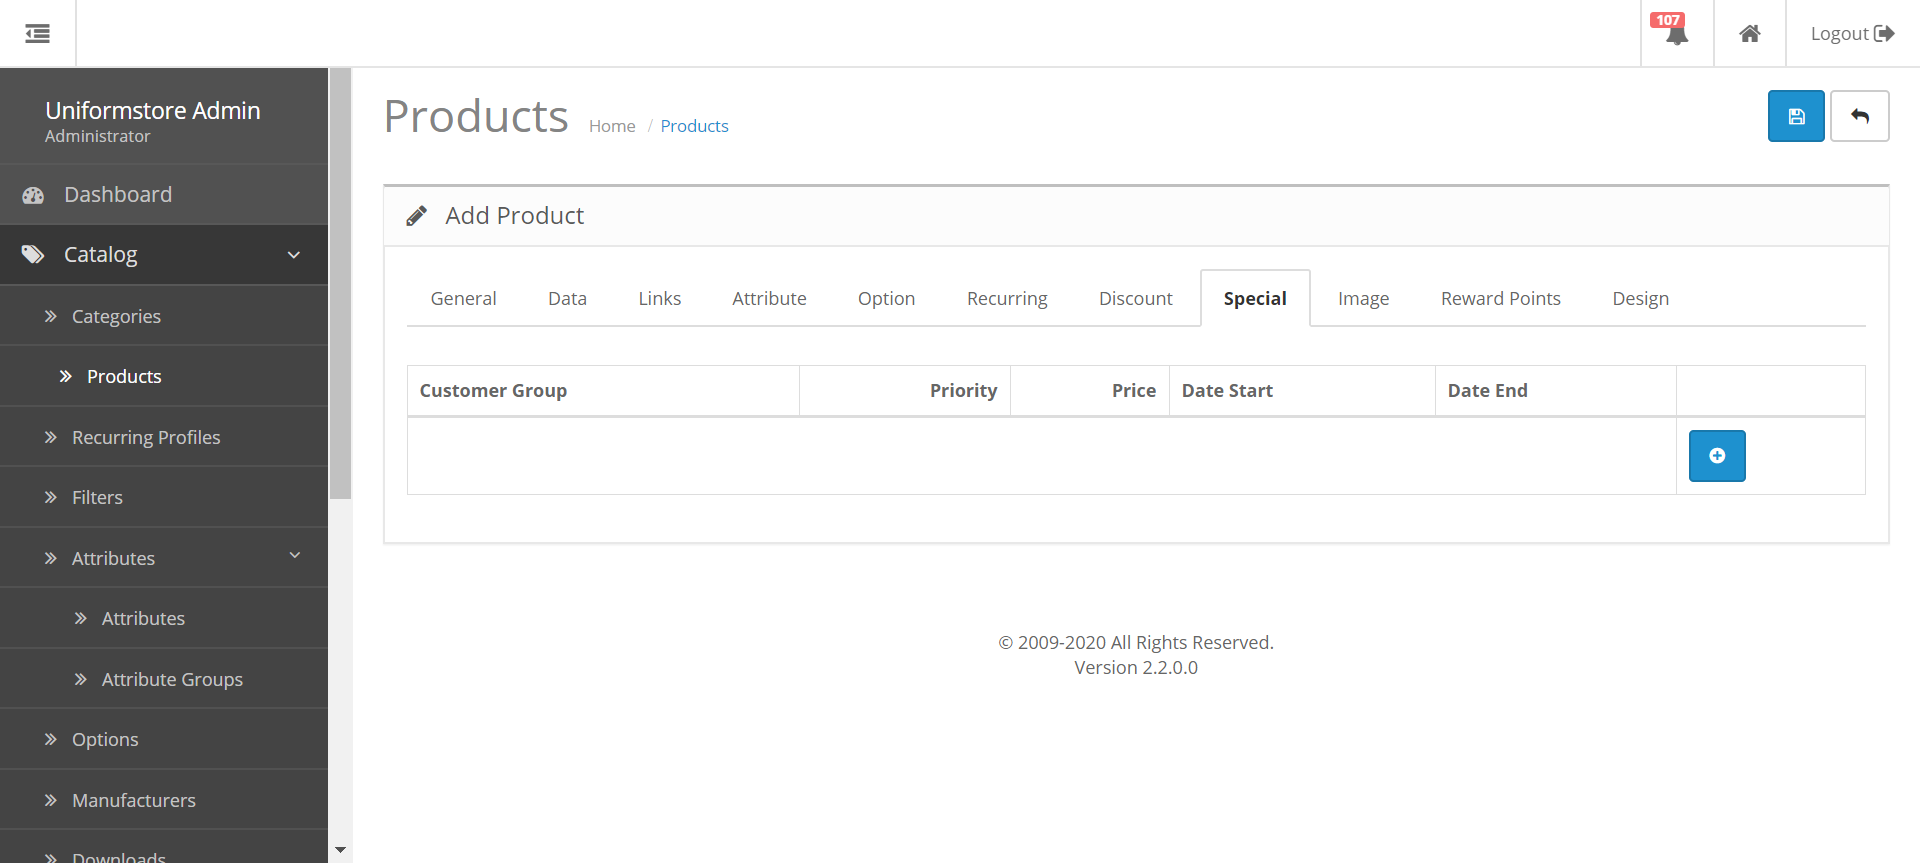 107
Logout
Uniformstore Admin
Administrator
Dashboard
Catalog
Categories
Products
Recurring Profiles
Filters
Attributes
Attributes
Attribute Groups
Options
Manufacturers
Downloads
Products
Home / Products
Add Product
General Data Links Attribute Option Recurring Discount Special Image Reward Points Design
Customer Group Priority Price Date Start Date End
© 2009-2020 All Rights Reserved.
Version 2.2.0.0